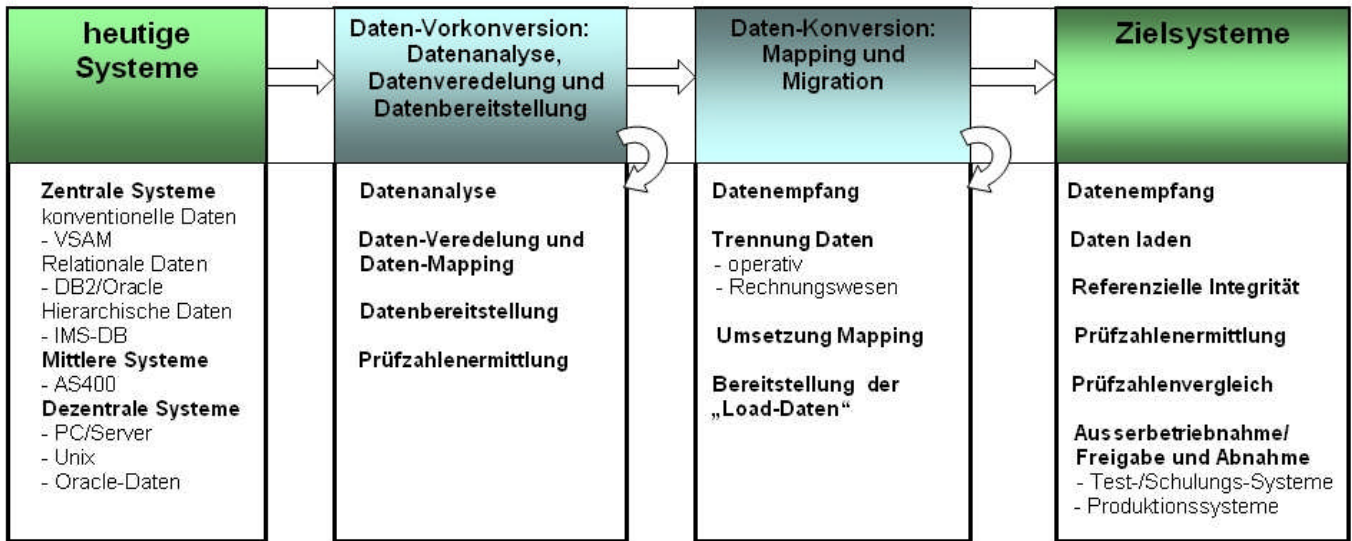 heutige
Systeme
Daten-Vorkonversion:
Datenanalyse,
Datenveredelung und
Datenbereitstellung
Daten-Konversion:
Mapping und
Migration
Zielsysteme
Zentrale Systeme
konventionelle Daten
- VSAM
Relationale Daten
- DB2/Oracle
Hierarchische Daten
- IMS-DB
Mittlere Systeme
- AS400
Dezentrale Systeme
- PC/Server
- Unix
- Oracle-Daten
Datenanalyse
Daten-Veredelung und
Daten-Mapping
Datenbereitstellung
Prüfzahlenermittlung
Datenempfang
Trennung Daten
- operativ
- Rechnungswesen
Umsetzung Mapping
Bereitstellung der
„Load-Daten“
Datenempfang
Daten laden
Referenzielle Integrität
Prüfzahlenermittlung
Prüfzahlenvergleich
Ausserbetriebnahme/
Freigabe und Abnahme
- Test-/Schulungs-Systeme
- Produktionssysteme